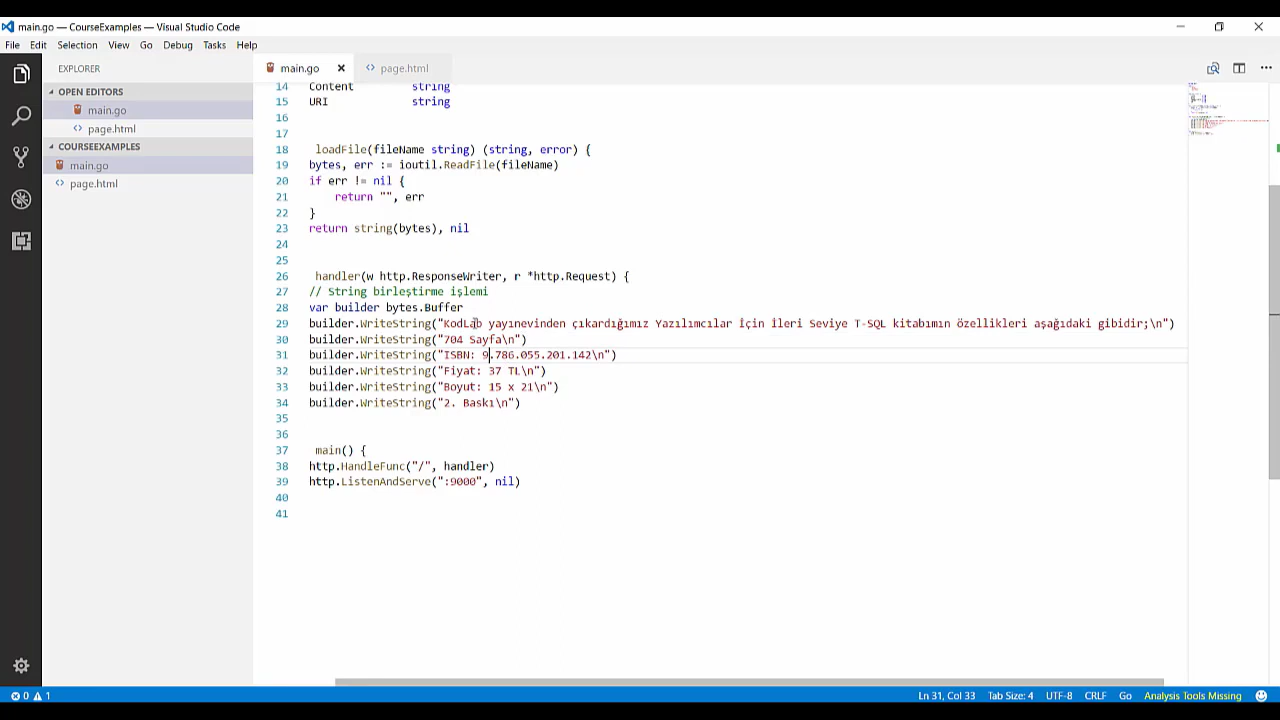 main.go — CourseExamples — Visual Studio Code
File Edit Selection View Go Debug Tasks Help
EXPLORER
main.go
page.html
OPEN EDITORS
main.go
page.html
COURSEEXAMPLES
main.go
page.html
14 Content string
15 URI string
16
17
18 loadFile(fileName string) (string, error) {
19 bytes, err := ioutil.ReadFile(fileName)
20 if err != nil {
21 return "", err
22 }
23 return string(bytes), nil
24
25
26 handler(w http.ResponseWriter, r *http.Request) {
27 // String birleştirme işlemi
28 var builder bytes.Buffer
29 builder.WriteString("KodLab yayınevinden çıkardığımız Yazılımcılar İçin İleri Seviye T-SQL kitabımın özellikleri aşağıdaki gibidir;\n")
30 builder.WriteString("704 Sayfa\n")
31 builder.WriteString("ISBN: 9.786.055.201.142\n")
32 builder.WriteString("Fiyat: 37 TL\n")
33 builder.WriteString("Boyut: 15 x 21\n")
34 builder.WriteString("2. Baskı\n")
35
36
37 main() {
38 http.HandleFunc("/", handler)
39 http.ListenAndServe(":9000", nil)
40
41
0 1 Ln 31, Col 33 Tab Size: 4 UTF-8 CRLF Go Analysis Tools Missing